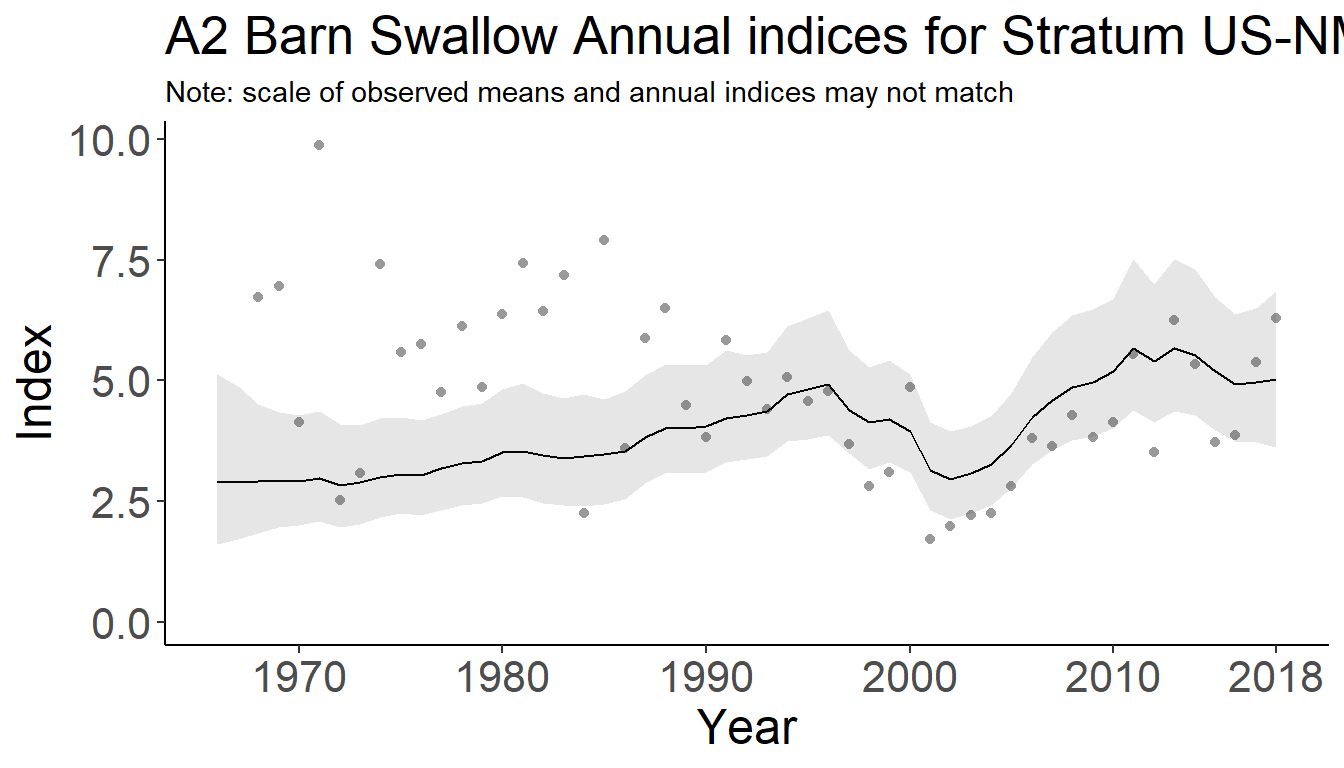 A2 Barn Swallow Annual indices for Stratum US-NM
Note: scale of observed means and annual indices may not match
10.0
7.5
5.0
2.5
0.0
Index
1970 1980 1990 2000 2010 2018
Year